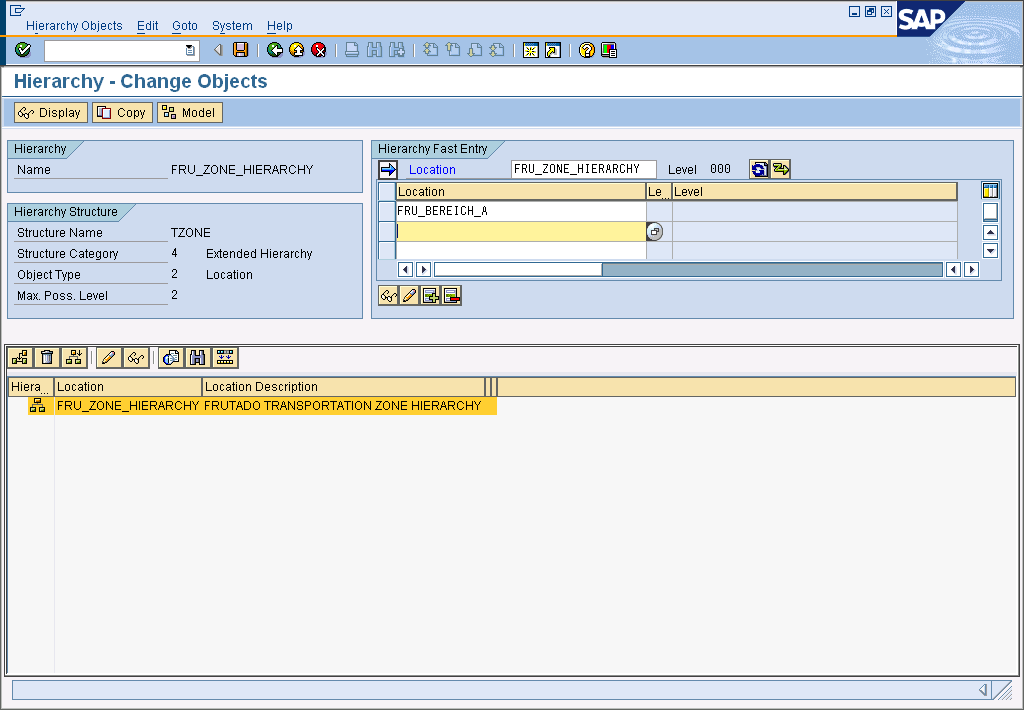 Hierarchy Objects Edit Goto System Help
SAP
Hierarchy - Change Objects
Display Copy Model
Hierarchy
Name FRU_ZONE_HIERARCHY
Hierarchy Structure
Structure Name TZONE
Structure Category 4 Extended Hierarchy
Object Type 2 Location
Max. Poss. Level 2
Hierarchy Fast Entry
Location FRU_ZONE_HIERARCHY Level 000
Location Le... Level
FRU_BEREICH_A
Hiera... Location Location Description
FRU_ZONE_HIERARCHY FRUTADO TRANSPORTATION ZONE HIERARCHY